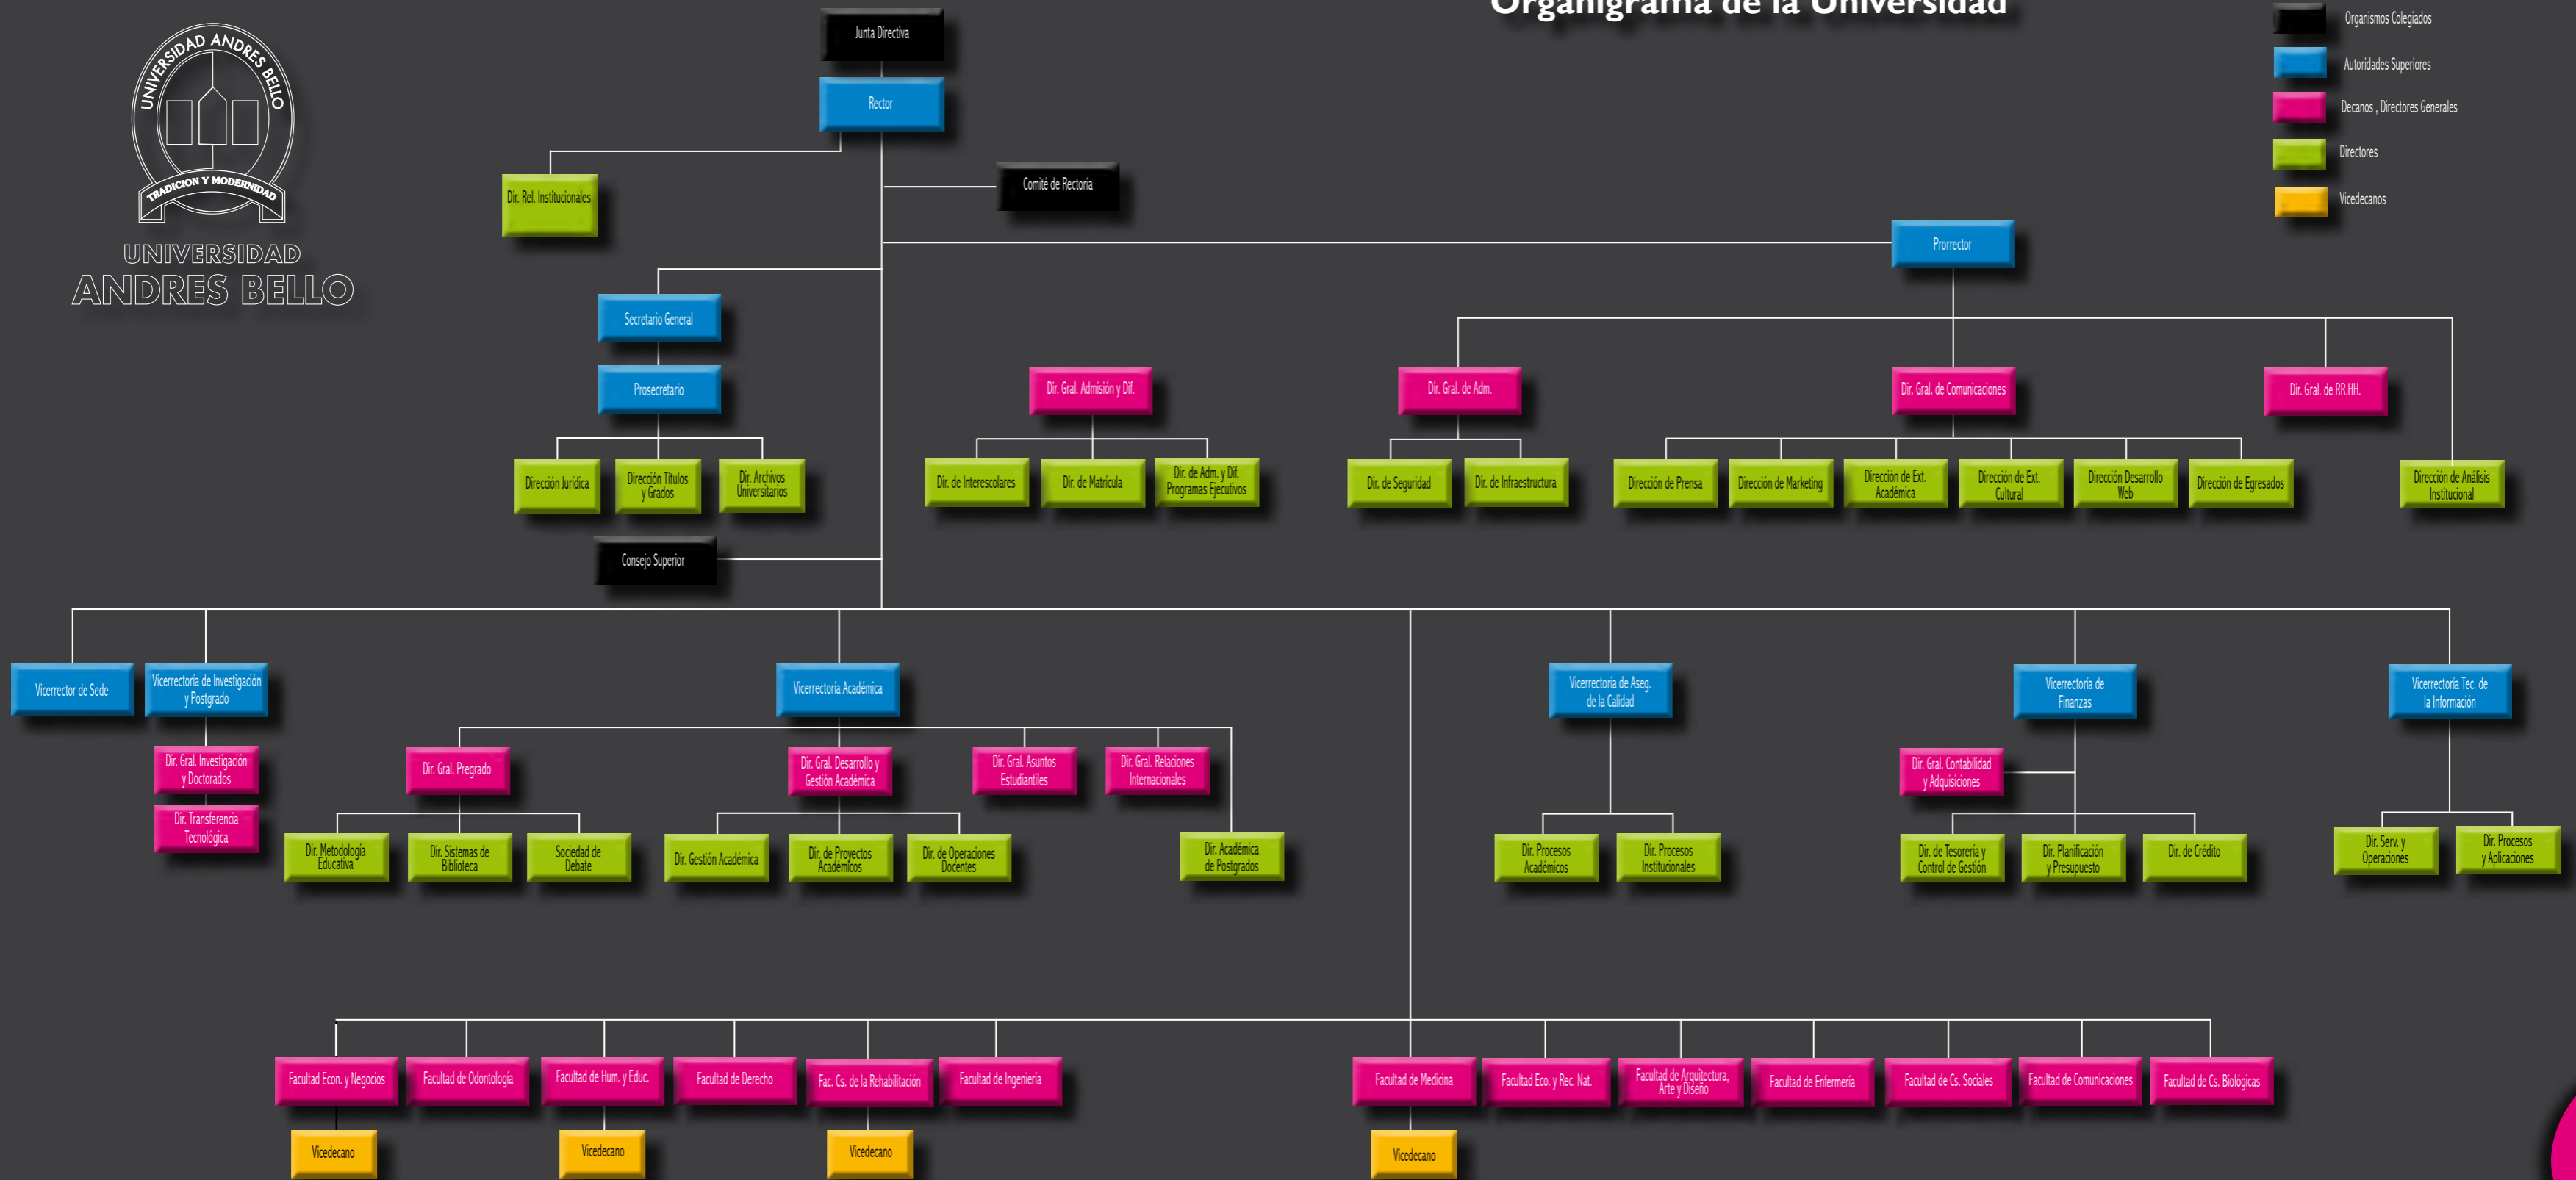 Organigrama de la Universidad
UNIVERSIDAD ANDRES BELLO
TRADICION Y MODERNIDAD
UNIVERSIDAD
ANDRES BELLO
Organismos Colegiados
Autoridades Superiores
Decanos , Directores Generales
Directores
Vicedecanos
Junta Directiva
Rector
Dir. Rel. Institucionales
Comité de Rectoría
Prorrector
Secretario General
Prosecretario
Dirección Jurídica
Dirección Títulos
y Grados
Dir. Archivos
Universitarios
Dir. Gral. Admisión y Dif.
Dir. de Interescolares
Dir. de Matrícula
Dir. de Adm. y Dif.
Programas Ejecutivos
Dir. Gral. de Adm.
Dir. de Seguridad
Dir. de Infraestructura
Dir. Gral. de Comunicaciones
Dirección de Prensa
Dirección de Marketing
Dirección de Ext.
Académica
Dirección de Ext.
Cultural
Dirección Desarrollo
Web
Dirección de Egresados
Dir. Gral. de RR.HH.
Dirección de Análisis
Institucional
Consejo Superior
Vicerrector de Sede
Vicerrectoría de Investigación
y Postgrado
Dir. Gral. Investigación
y Doctorados
Dir. Transferencia
Tecnológica
Vicerrectoría Académica
Dir. Gral. Pregrado
Dir. Metodología
Educativa
Dir. Sistemas de
Biblioteca
Sociedad de
Debate
Dir. Gral. Desarrollo y
Gestión Académica
Dir. Gestión Académica
Dir. de Proyectos
Académicos
Dir. de Operaciones
Docentes
Dir. Gral. Asuntos
Estudiantiles
Dir. Gral. Relaciones
Internacionales
Dir. Académica
de Postgrados
Vicerrectoría de Aseg.
de la Calidad
Dir. Procesos
Académicos
Dir. Procesos
Institucionales
Vicerrectoría de
Finanzas
Dir. Gral. Contabilidad
y Adquisiciones
Dir. de Tesorería y
Control de Gestión
Dir. Planificación
y Presupuesto
Dir. de Crédito
Vicerrectoría Tec. de
la Información
Dir. Serv. y
Operaciones
Dir. Procesos
y Aplicaciones
Facultad Econ. y Negocios
Facultad de Odontología
Facultad de Hum. y Educ.
Facultad de Derecho
Fac. Cs. de la Rehabilitación
Facultad de Ingeniería
Facultad de Medicina
Facultad Eco. y Rec. Nat.
Facultad de Arquitectura,
Arte y Diseño
Facultad de Enfermería
Facultad de Cs. Sociales
Facultad de Comunicaciones
Facultad de Cs. Biológicas
Vicedecano
Vicedecano
Vicedecano
Vicedecano